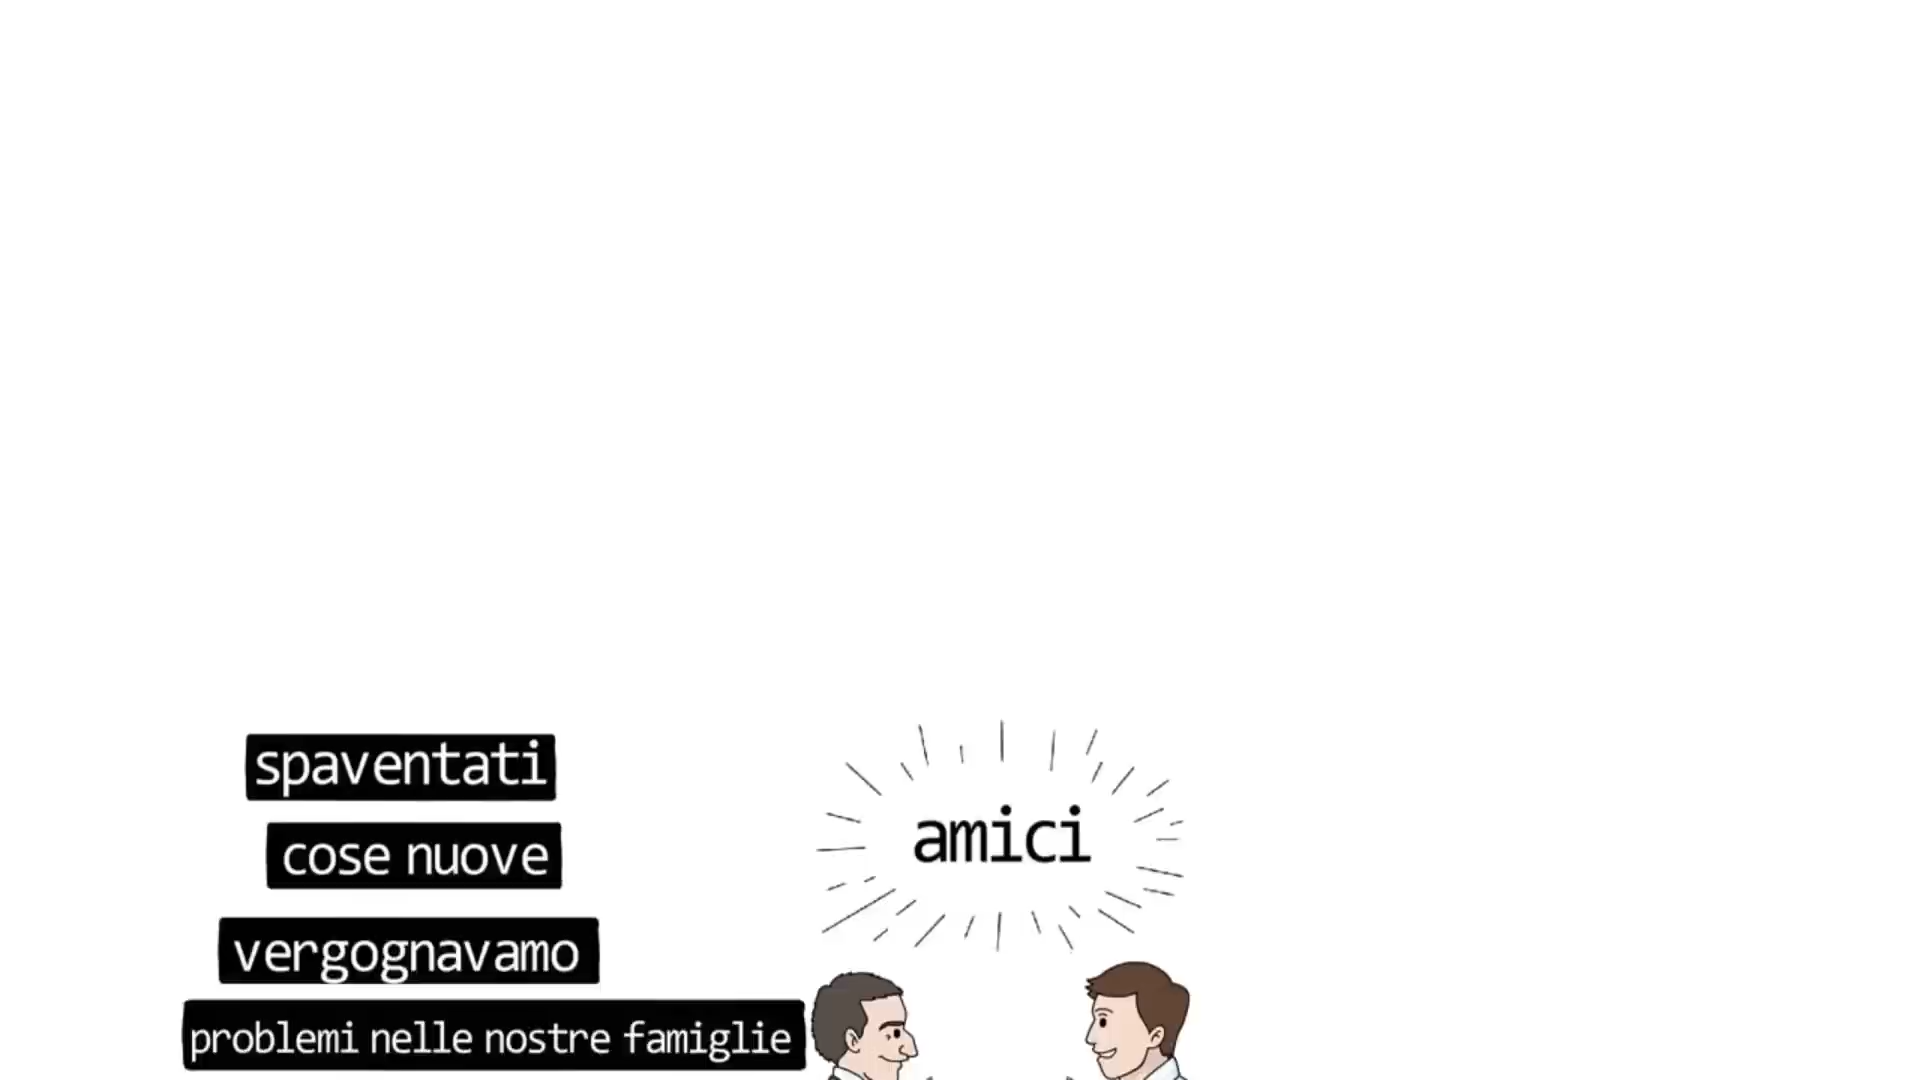 spaventati
cose nuove
vergognavamo
problemi nelle nostre famiglie
amici